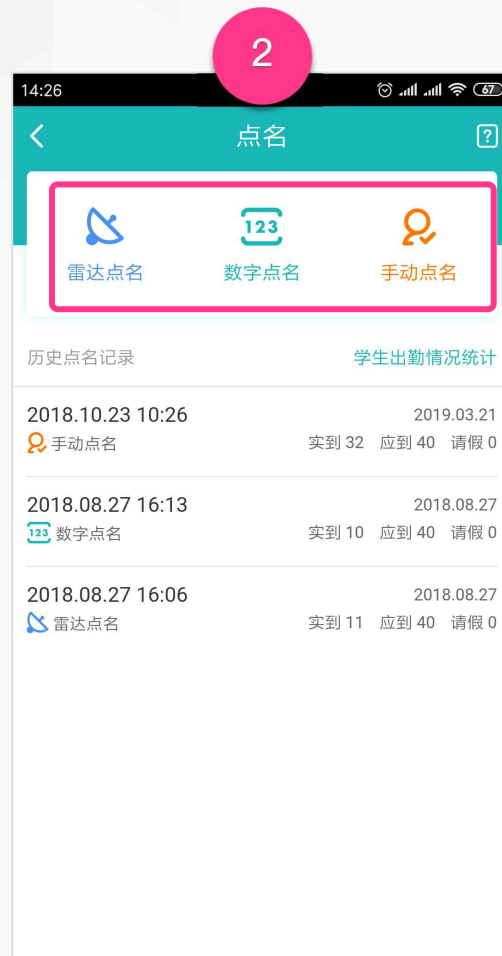 2
14:26 67
点名 ?
123
雷达点名 数字点名 手动点名
历史点名记录 学生出勤情况统计
2018.10.23 10:26 2019.03.21
手动点名 实到 32 应到 40 请假 0
2018.08.27 16:13 2018.08.27
123 数字点名 实到 10 应到 40 请假 0
2018.08.27 16:06 2018.08.27
雷达点名 实到 11 应到 40 请假 0